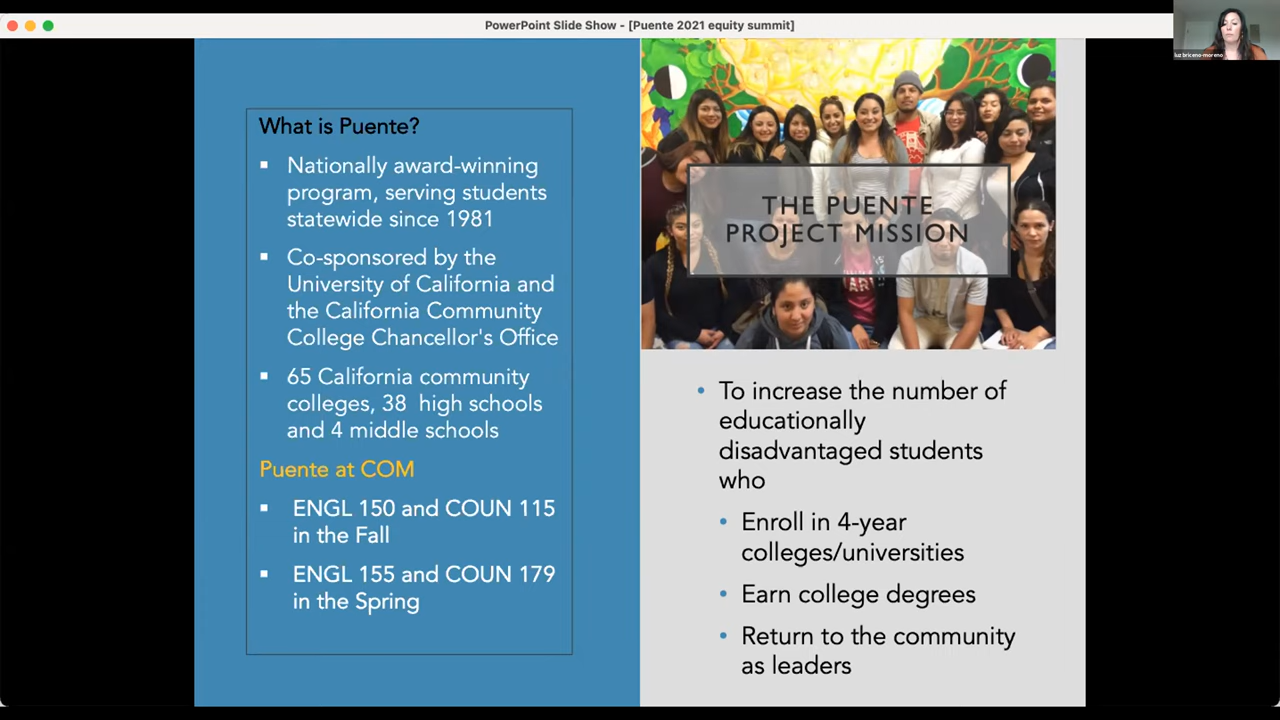 PowerPoint Slide Show - [Puente 2021 equity summit]
luz briceno-moreno
What is Puente?
Nationally award-winning
program, serving students
statewide since 1981
Co-sponsored by the
University of California and
the California Community
College Chancellor's Office
65 California community
colleges, 38 high schools
and 4 middle schools
Puente at COM
ENGL 150 and COUN 115
in the Fall
ENGL 155 and COUN 179
in the Spring
THE PUENTE
PROJECT MISSION
To increase the number of
educationally
disadvantaged students
who
Enroll in 4-year
colleges/universities
Earn college degrees
Return to the community
as leaders